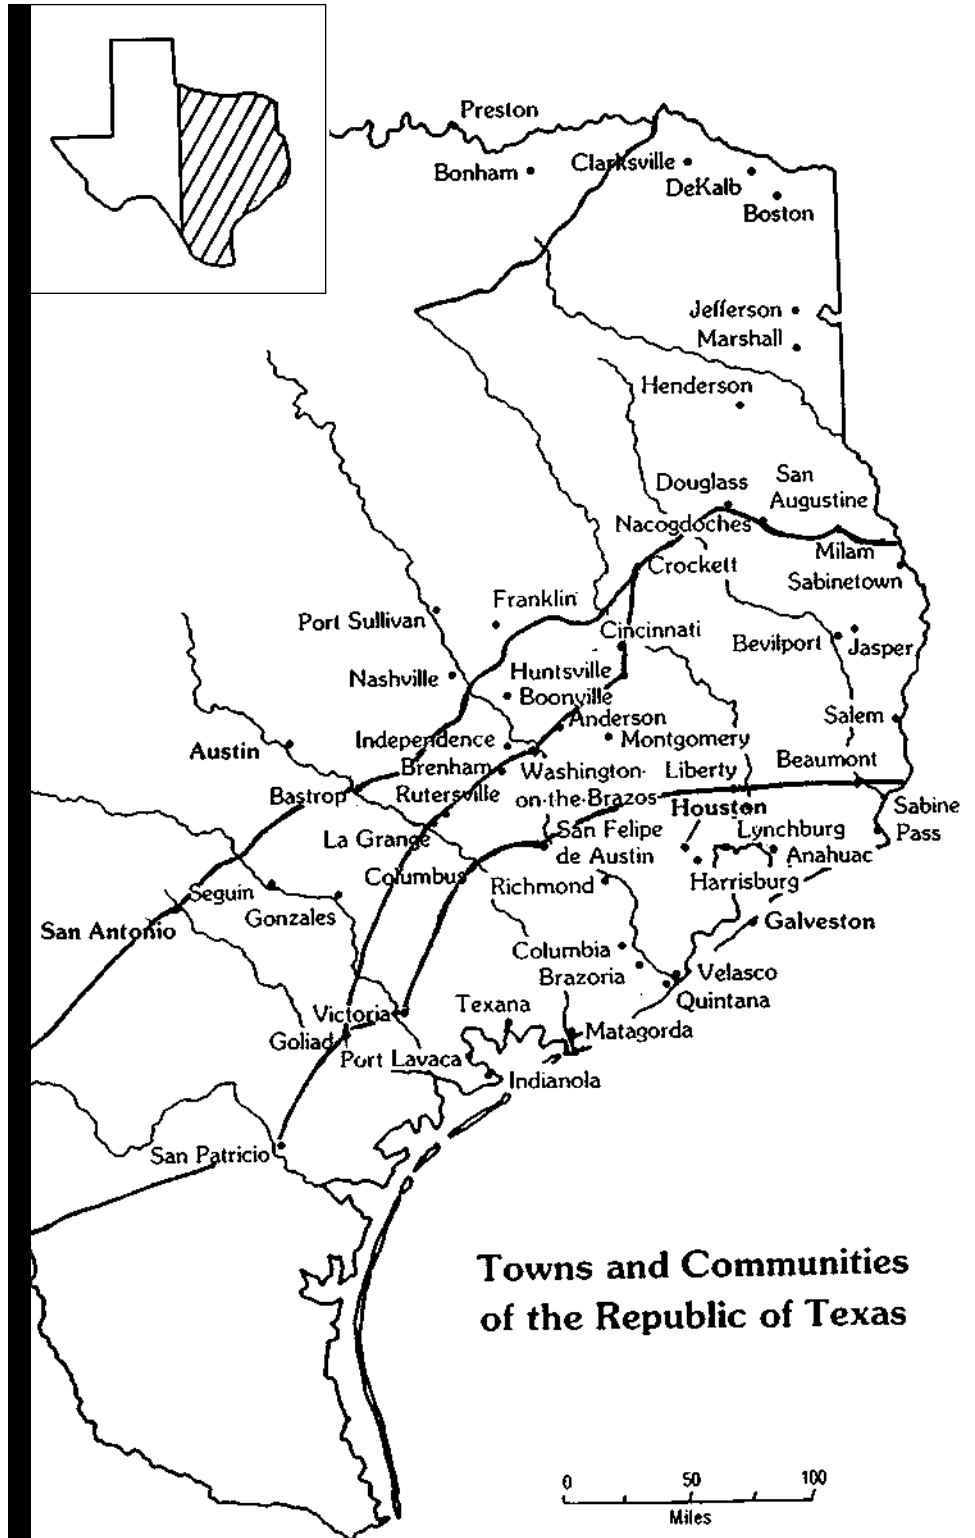 Preston
Bonham
Clarksville
DeKalb
Boston
Jefferson
Marshall
Henderson
Douglass
San
Augustine
Nacogdoches
Milam
Crockett
Sabinetown
Franklin
Port Sullivan
Cincinnati
Bevilport
Jasper
Nashville
Huntsville
Boonville
Anderson
Salem
Austin
Independence
Montgomery
Brenham
Washington-
on-the-Brazos
Liberty
Beaumont
Bastrop
Rutersville
Houston
Sabine
Pass
La Grange
San Felipe
de Austin
Lynchburg
Anahuac
Columbus
Richmond
Harrisburg
Seguin
Gonzales
San Antonio
Galveston
Columbia
Brazoria
Velasco
Quintana
Victoria
Texana
Goliad
Matagorda
Port Lavaca
Indianola
San Patricio
Towns and Communities
of the Republic of Texas
0 50 100
Miles